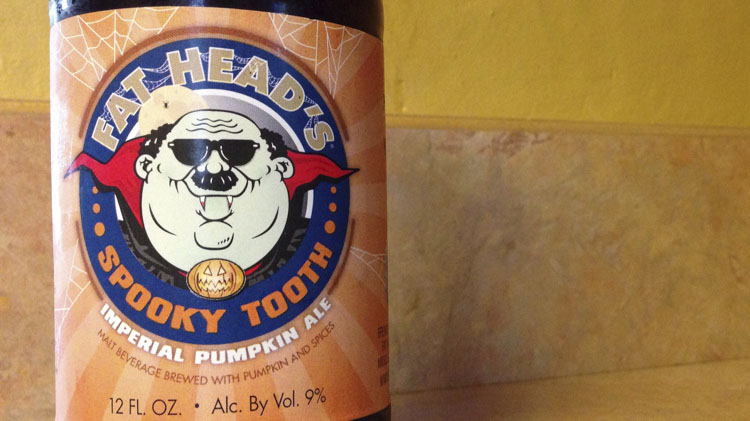 FAT HEAD'S
SPOOKY TOOTH
IMPERIAL PUMPKIN ALE
MALT BEVERAGE BREWED WITH PUMPKIN AND SPICES
12 FL. OZ. • Alc. By Vol. 9%